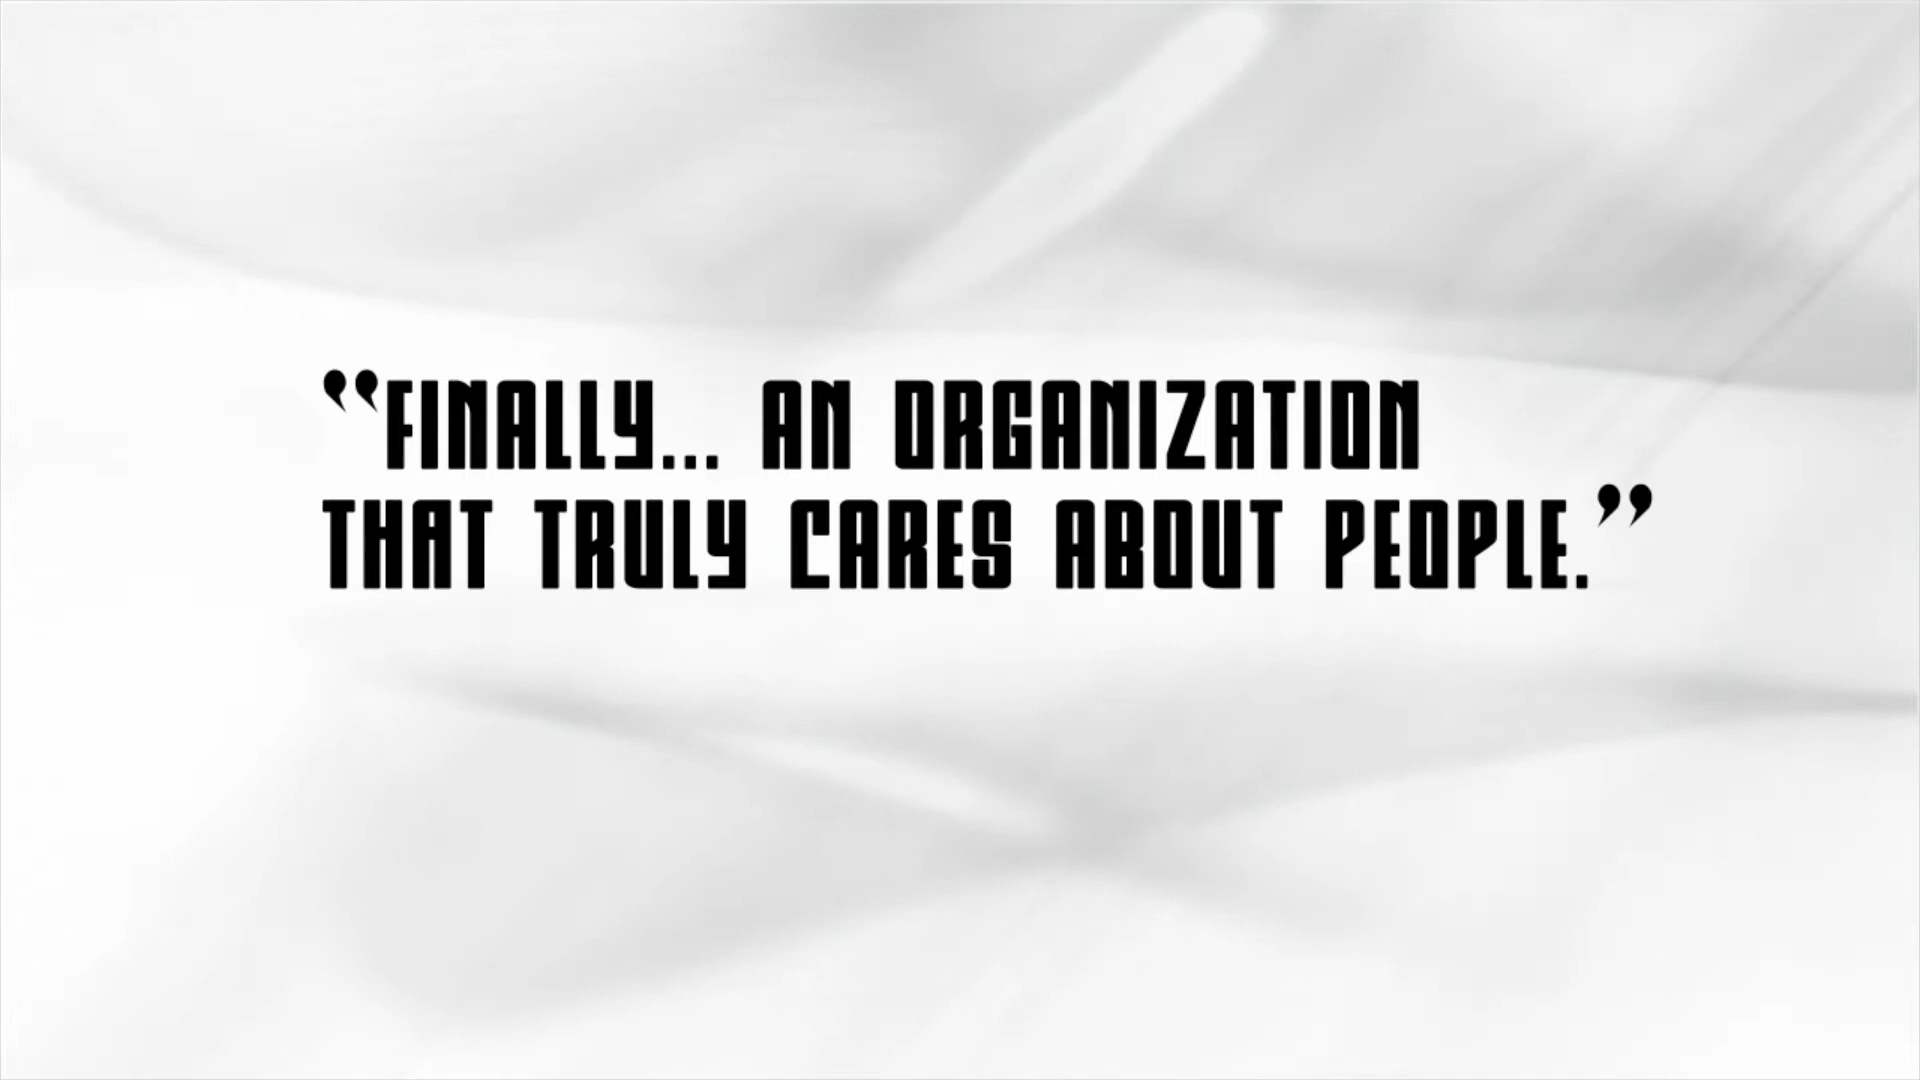 “FINALLY... AN ORGANIZATION
THAT TRULY CARES ABOUT PEOPLE.”